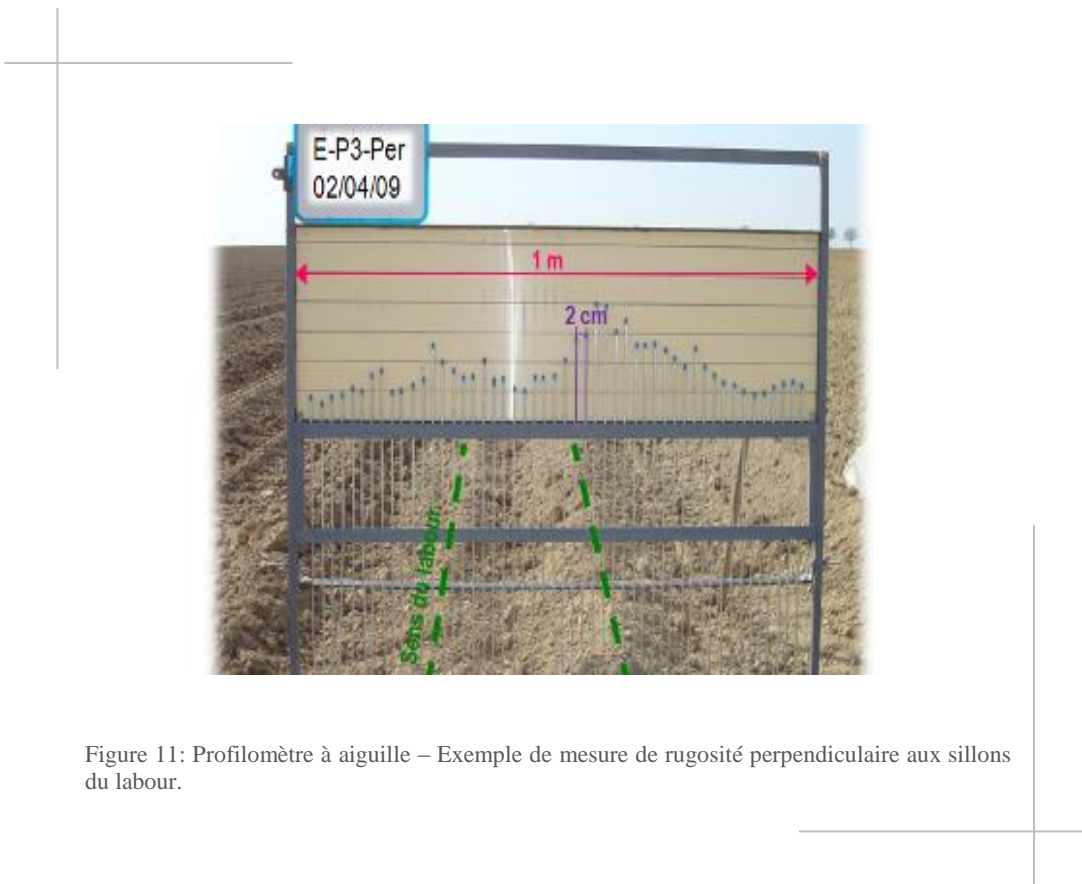 E-P3-Per
02/04/09
1 m
2 cm
Sens du labour
Figure 11: Profilomètre à aiguille – Exemple de mesure de rugosité perpendiculaire aux sillons
du labour.